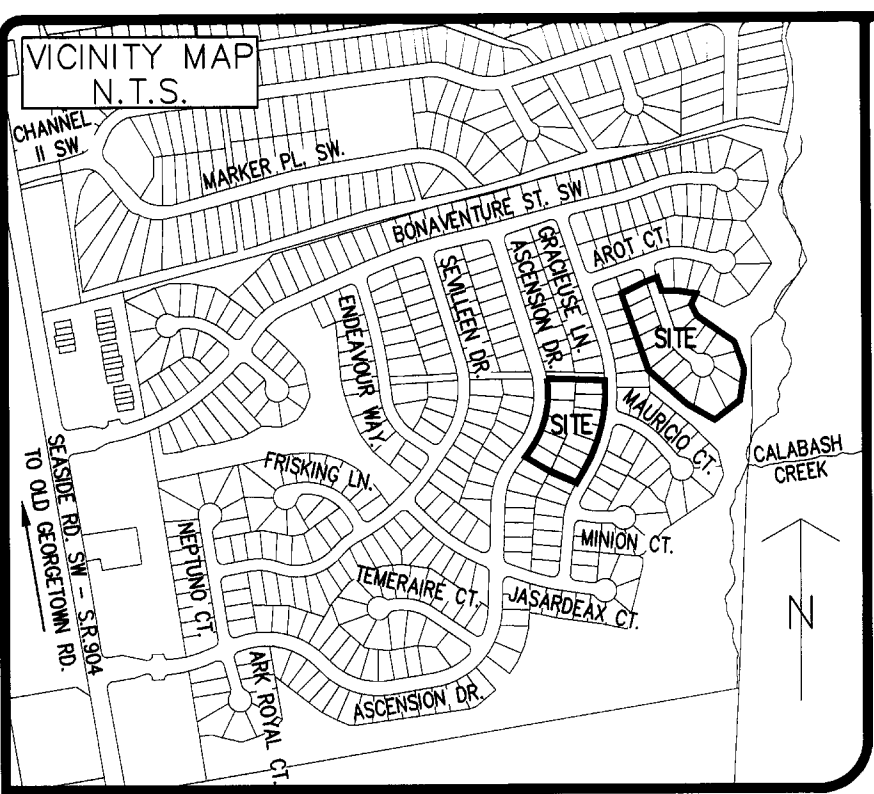 VICINITY MAP
N.T.S.
CHANNEL
II SW
MARKER PL. SW.
BONAVENTURE ST. SW
AROT CT.
GRACIEUSE LN.
ASCENSION DR.
SEVILLEEN DR.
ENDEAVOUR WAY.
SITE
SITE
MAURICIO CT.
CALABASH
CREEK
FRISKING LN.
SEASIDE RD. SW - S.R.904
TO OLD GEORGETOWN RD.
NEPTUNO CT.
MINION CT.
TEMERAIRE CT.
JASARDEAX CT.
N
ARK ROYAL CT.
ASCENSION DR.